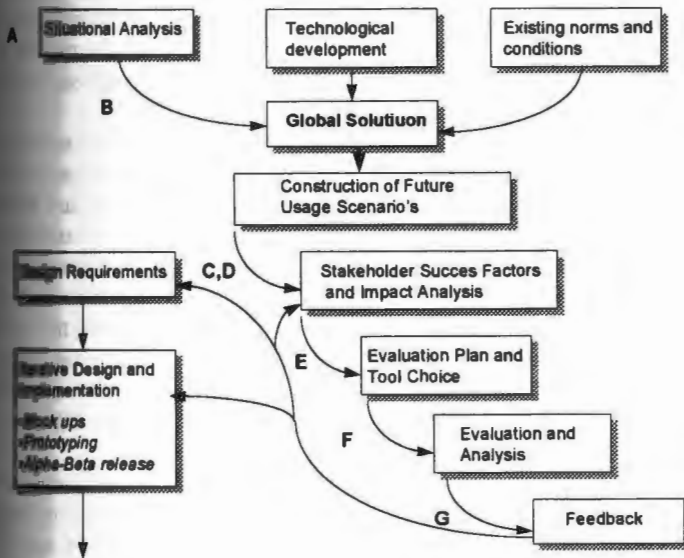 A
Situational Analysis
Technological
development
Existing norms and
conditions
B
Global Solutiuon
Construction of Future
Usage Scenario's
Design Requirements
C,D
Stakeholder Succes Factors
and Impact Analysis
Iterative Design and
Implementation
•Mock ups
•Prototyping
•Alpha-Beta release
E
Evaluation Plan and
Tool Choice
F
Evaluation and
Analysis
G
Feedback